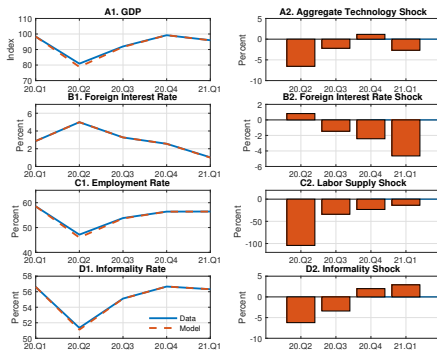 A1. GDP
110
100
90
80
70
Index
20.Q1 20.Q2 20.Q3 20.Q4 21.Q1
A2. Aggregate Technology Shock
5
0
-5
-10
Percent
20.Q2 20.Q3 20.Q4 21.Q1
B1. Foreign Interest Rate
6
4
2
0
Percent
20.Q1 20.Q2 20.Q3 20.Q4 21.Q1
B2. Foreign Interest Rate Shock
2
0
-2
-4
-6
Percent
20.Q2 20.Q3 20.Q4 21.Q1
C1. Employment Rate
60
50
40
Percent
20.Q1 20.Q2 20.Q3 20.Q4 21.Q1
C2. Labor Supply Shock
0
-50
-100
Percent
20.Q2 20.Q3 20.Q4 21.Q1
D1. Informality Rate
58
56
54
52
50
Percent
Data
Model
20.Q1 20.Q2 20.Q3 20.Q4 21.Q1
D2. Informality Shock
5
0
-5
-10
Percent
20.Q2 20.Q3 20.Q4 21.Q1